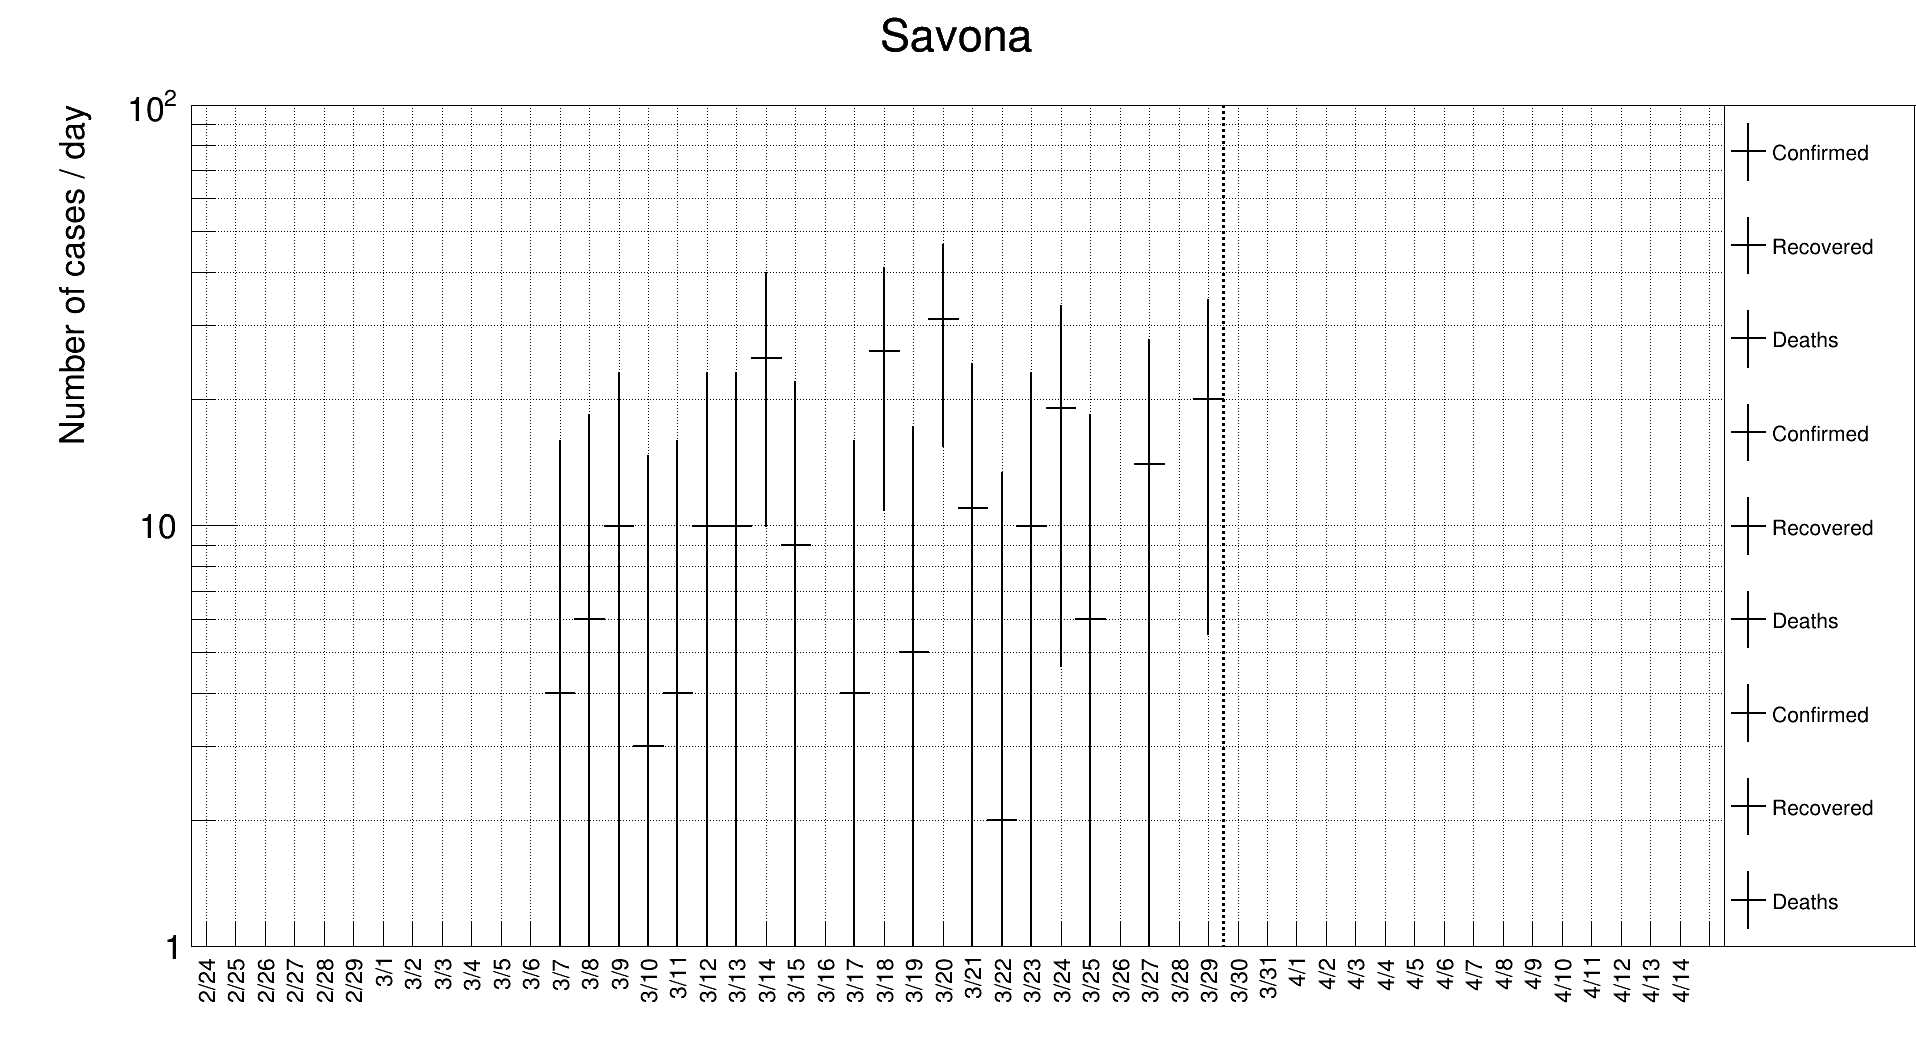 Savona
Number of cases / day
10²
10
1
2/24 2/25 2/26 2/27 2/28 2/29 3/1 3/2 3/3 3/4 3/5 3/6 3/7 3/8 3/9 3/10 3/11 3/12 3/13 3/14 3/15 3/16 3/17 3/18 3/19 3/20 3/21 3/22 3/23 3/24 3/25 3/26 3/27 3/28 3/29 3/30 3/31 4/1 4/2 4/3 4/4 4/5 4/6 4/7 4/8 4/9 4/10 4/11 4/12 4/13 4/14
Confirmed
Recovered
Deaths
Confirmed
Recovered
Deaths
Confirmed
Recovered
Deaths